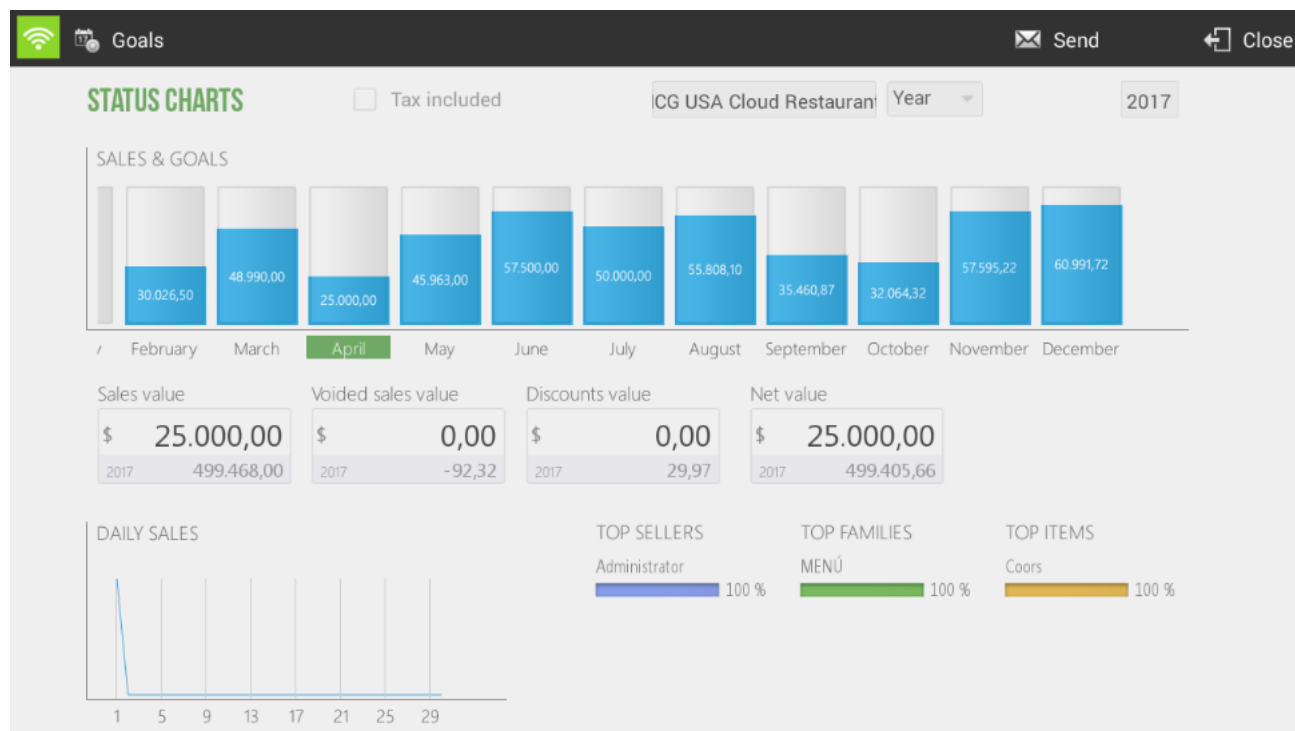 Goals Send Close
STATUS CHARTS Tax included ICG USA Cloud Restaurant Year 2017
SALES & GOALS
30.026,50 48.990,00 25.000,00 45.963,00 57.500,00 50.000,00 55.808,10 35.460,87 32.064,32 57.595,22 60.991,72
February March April May June July August September October November December
Sales value Voided sales value Discounts value Net value
$ 25.000,00 $ 0,00 $ 0,00 $ 25.000,00
2017 499.468,00 2017 -92,32 2017 29,97 2017 499.405,66
DAILY SALES TOP SELLERS TOP FAMILIES TOP ITEMS
Administrator MENÚ Coors
100 % 100 % 100 %
1 5 9 13 17 21 25 29